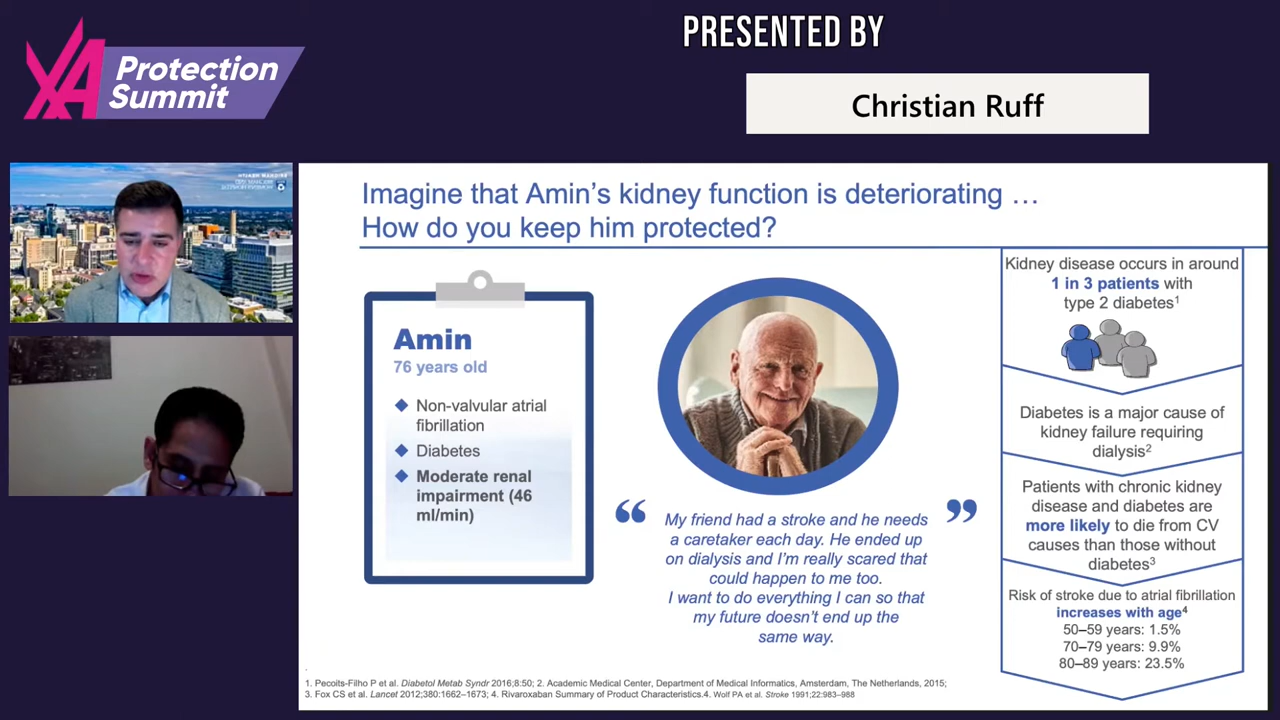 PRESENTED BY
XA Protection
Summit
Christian Ruff
Imagine that Amin’s kidney function is deteriorating …
How do you keep him protected?
Amin
76 years old
Non-valvular atrial
fibrillation
Diabetes
Moderate renal
impairment (46
ml/min)
“ ”
My friend had a stroke and he needs
a caretaker each day. He ended up
on dialysis and I’m really scared that
could happen to me too.
I want to do everything I can so that
my future doesn’t end up the
same way.
Kidney disease occurs in around
1 in 3 patients with
type 2 diabetes1
Diabetes is a major cause of
kidney failure requiring
dialysis2
Patients with chronic kidney
disease and diabetes are
more likely to die from CV
causes than those without
diabetes3
Risk of stroke due to atrial fibrillation
increases with age4
50–59 years: 1.5%
70–79 years: 9.9%
80–89 years: 23.5%
1. Pecoits-Filho P et al. Diabetol Metab Syndr 2016;8:50; 2. Academic Medical Center, Department of Medical Informatics, Amsterdam, The Netherlands, 2015;
3. Fox CS et al. Lancet 2012;380:1662–1673; 4. Rivaroxaban Summary of Product Characteristics.4. Wolf PA et al. Stroke 1991;22:983–988